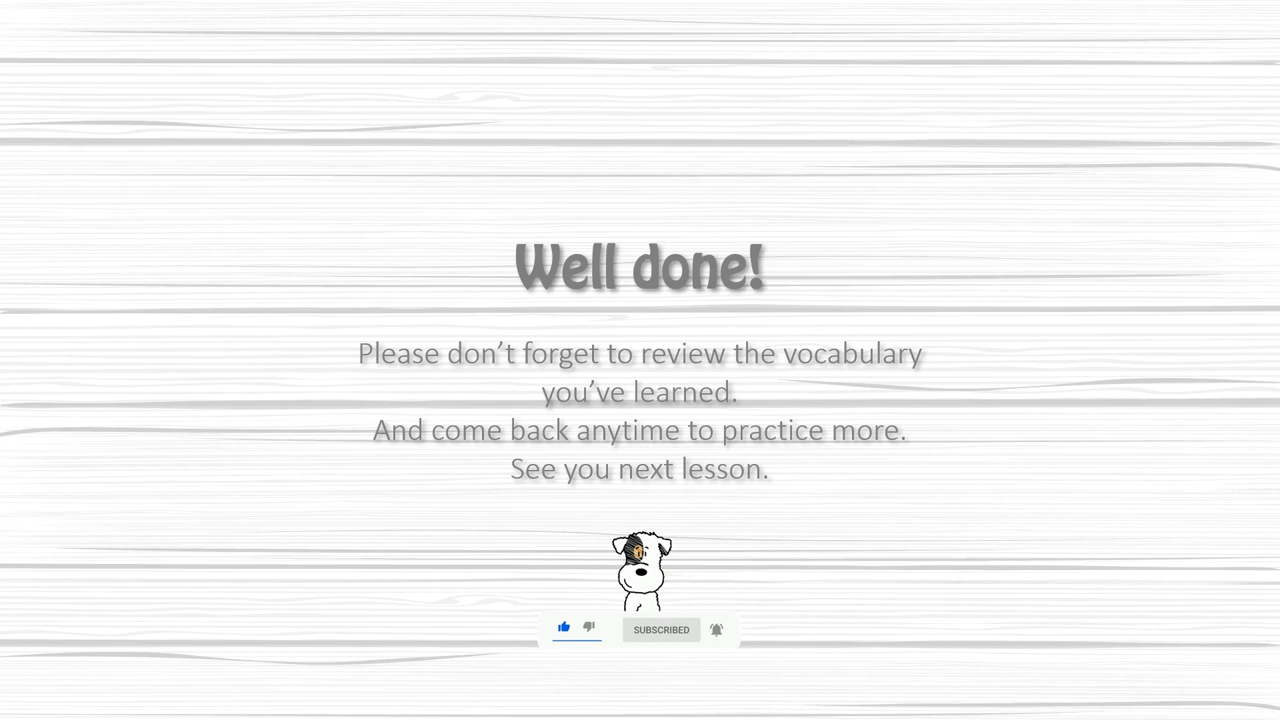 Well done!
Please don’t forget to review the vocabulary
you’ve learned.
And come back anytime to practice more.
See you next lesson.
SUBSCRIBED